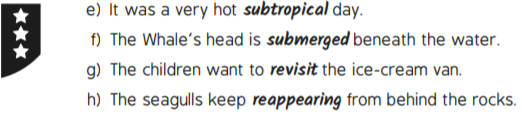 e) It was a very hot subtropical day.
f) The Whale's head is submerged beneath the water.
g) The children want to revisit the ice-cream van.
h) The seagulls keep reappearing from behind the rocks.